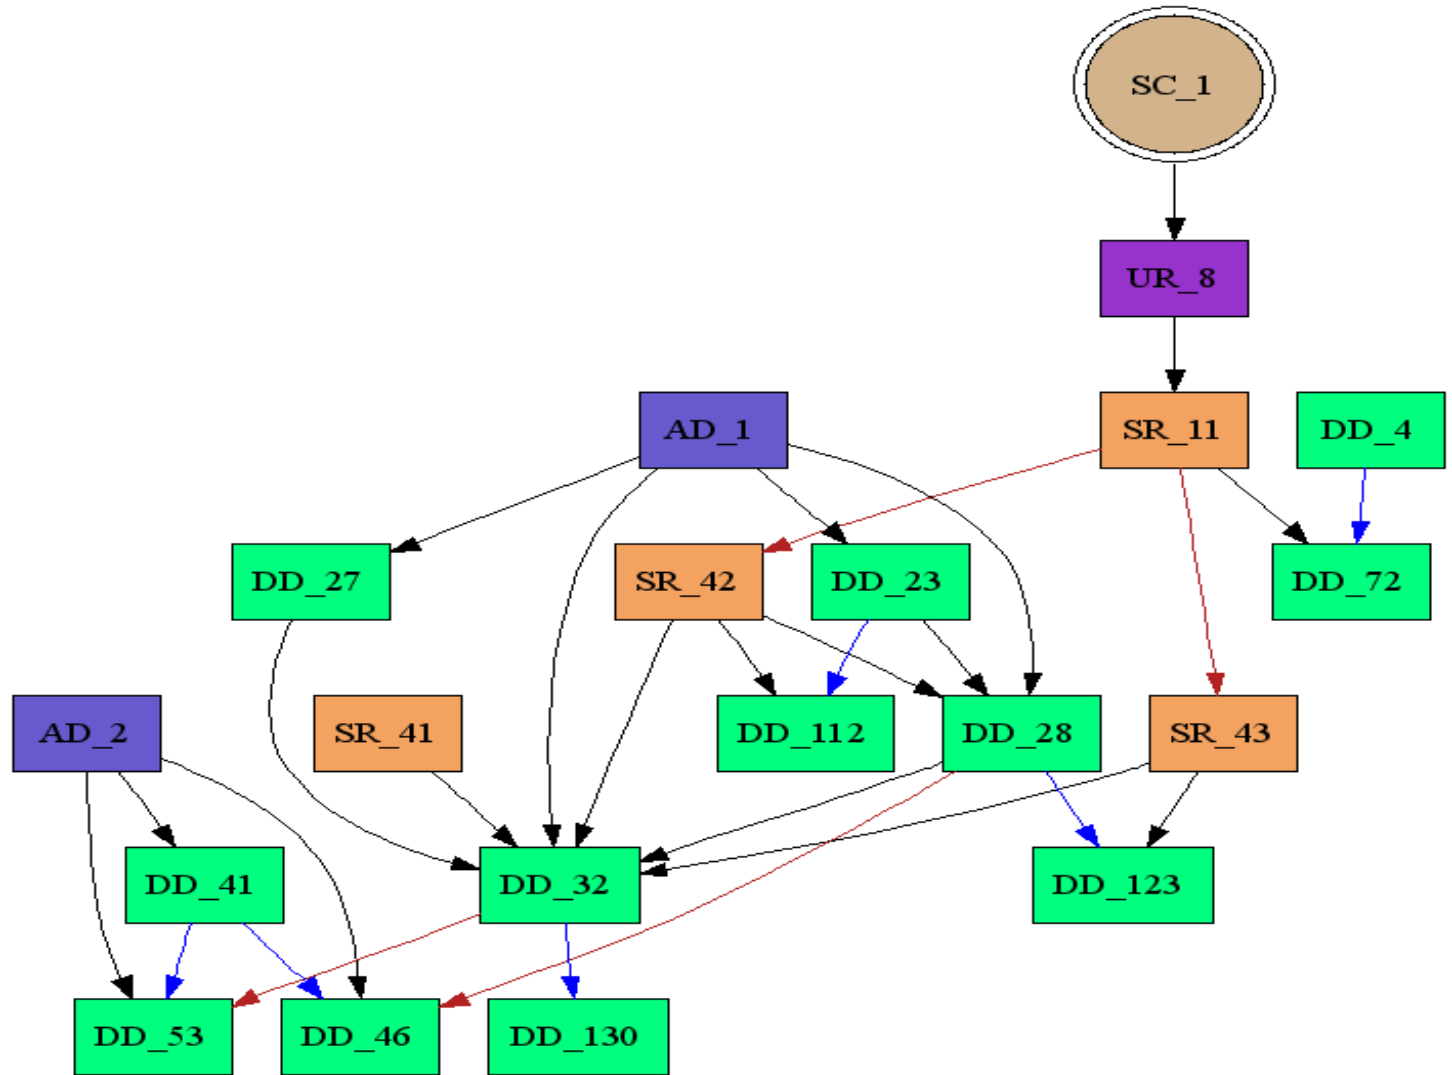 SC_1
UR_8
AD_1
SR_11
DD_4
DD_27
SR_42
DD_23
DD_72
AD_2
SR_41
DD_112
DD_28
SR_43
DD_41
DD_32
DD_123
DD_53
DD_46
DD_130